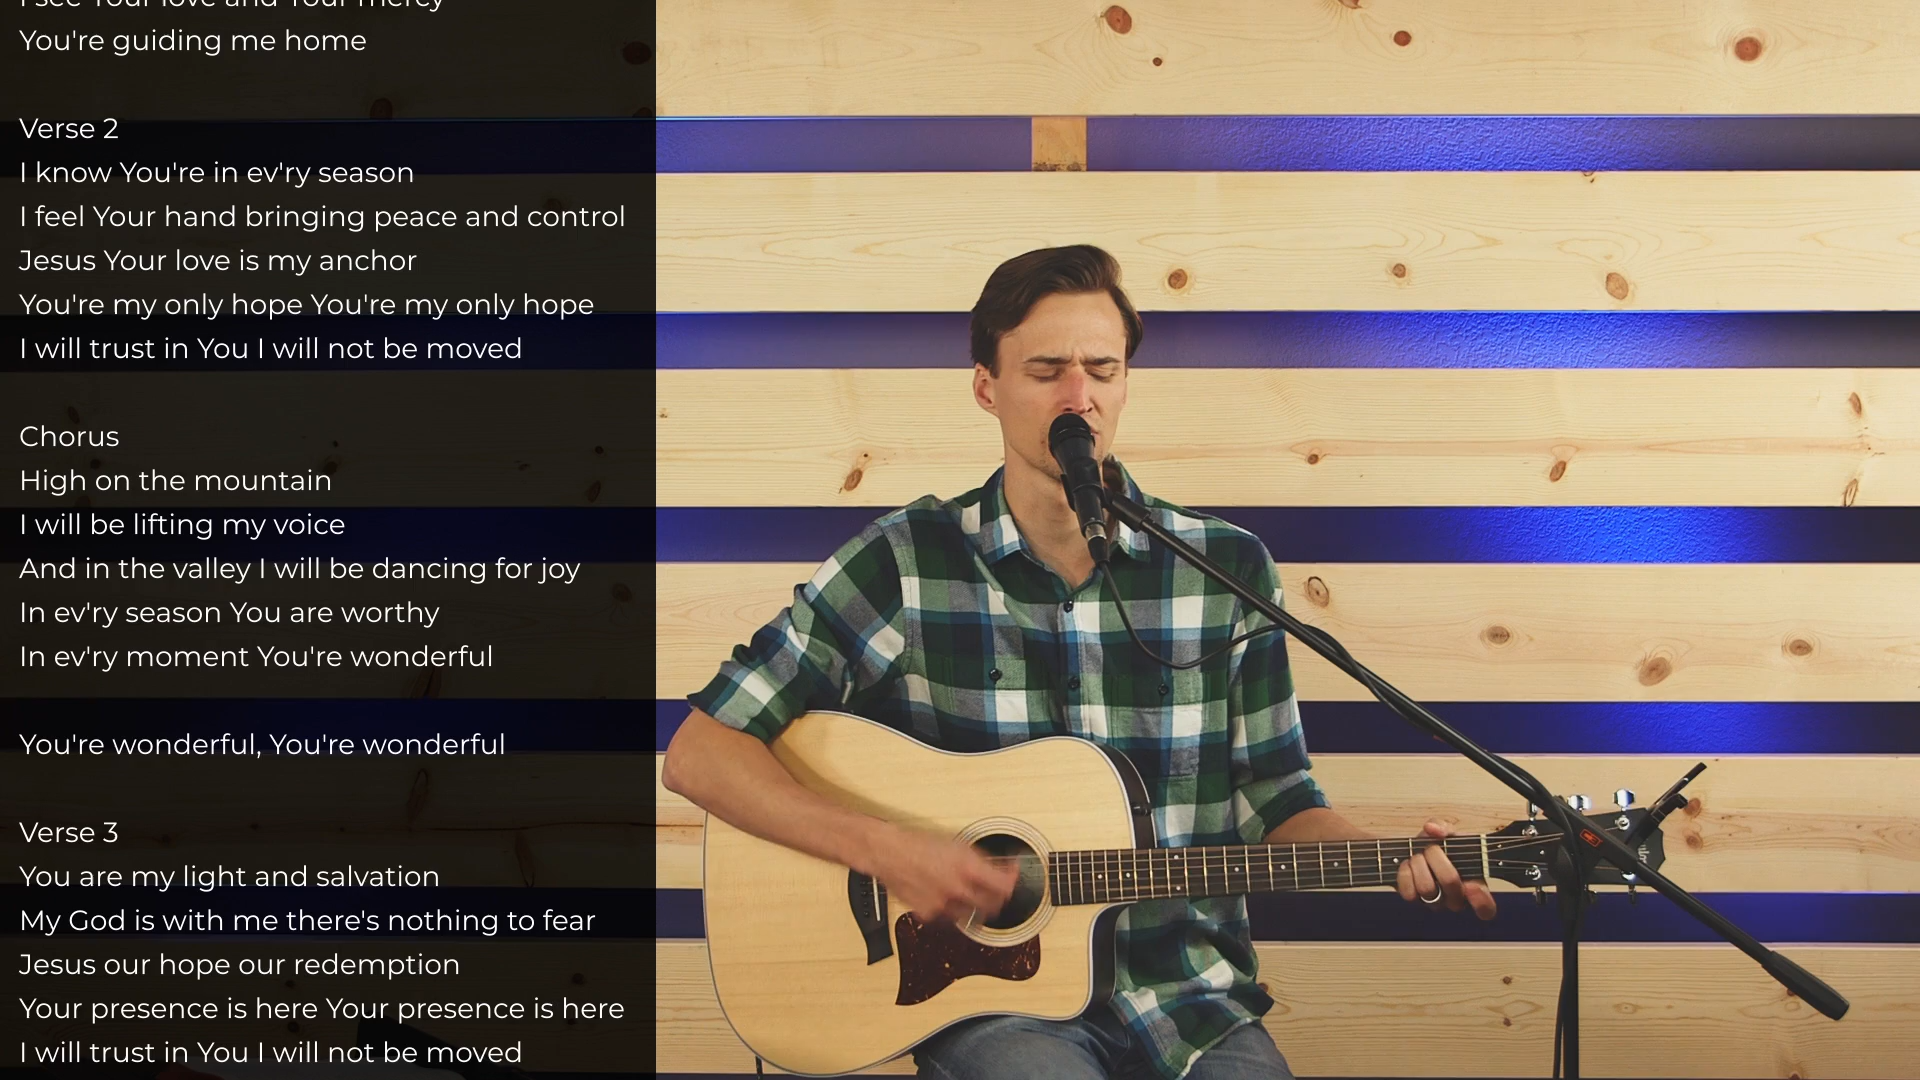 I see Your love and Your mercy
You're guiding me home
Verse 2
I know You're in ev'ry season
I feel Your hand bringing peace and control
Jesus Your love is my anchor
You're my only hope You're my only hope
I will trust in You I will not be moved
Chorus
High on the mountain
I will be lifting my voice
And in the valley I will be dancing for joy
In ev'ry season You are worthy
In ev'ry moment You're wonderful
You're wonderful, You're wonderful
Verse 3
You are my light and salvation
My God is with me there's nothing to fear
Jesus our hope our redemption
Your presence is here Your presence is here
I will trust in You I will not be moved